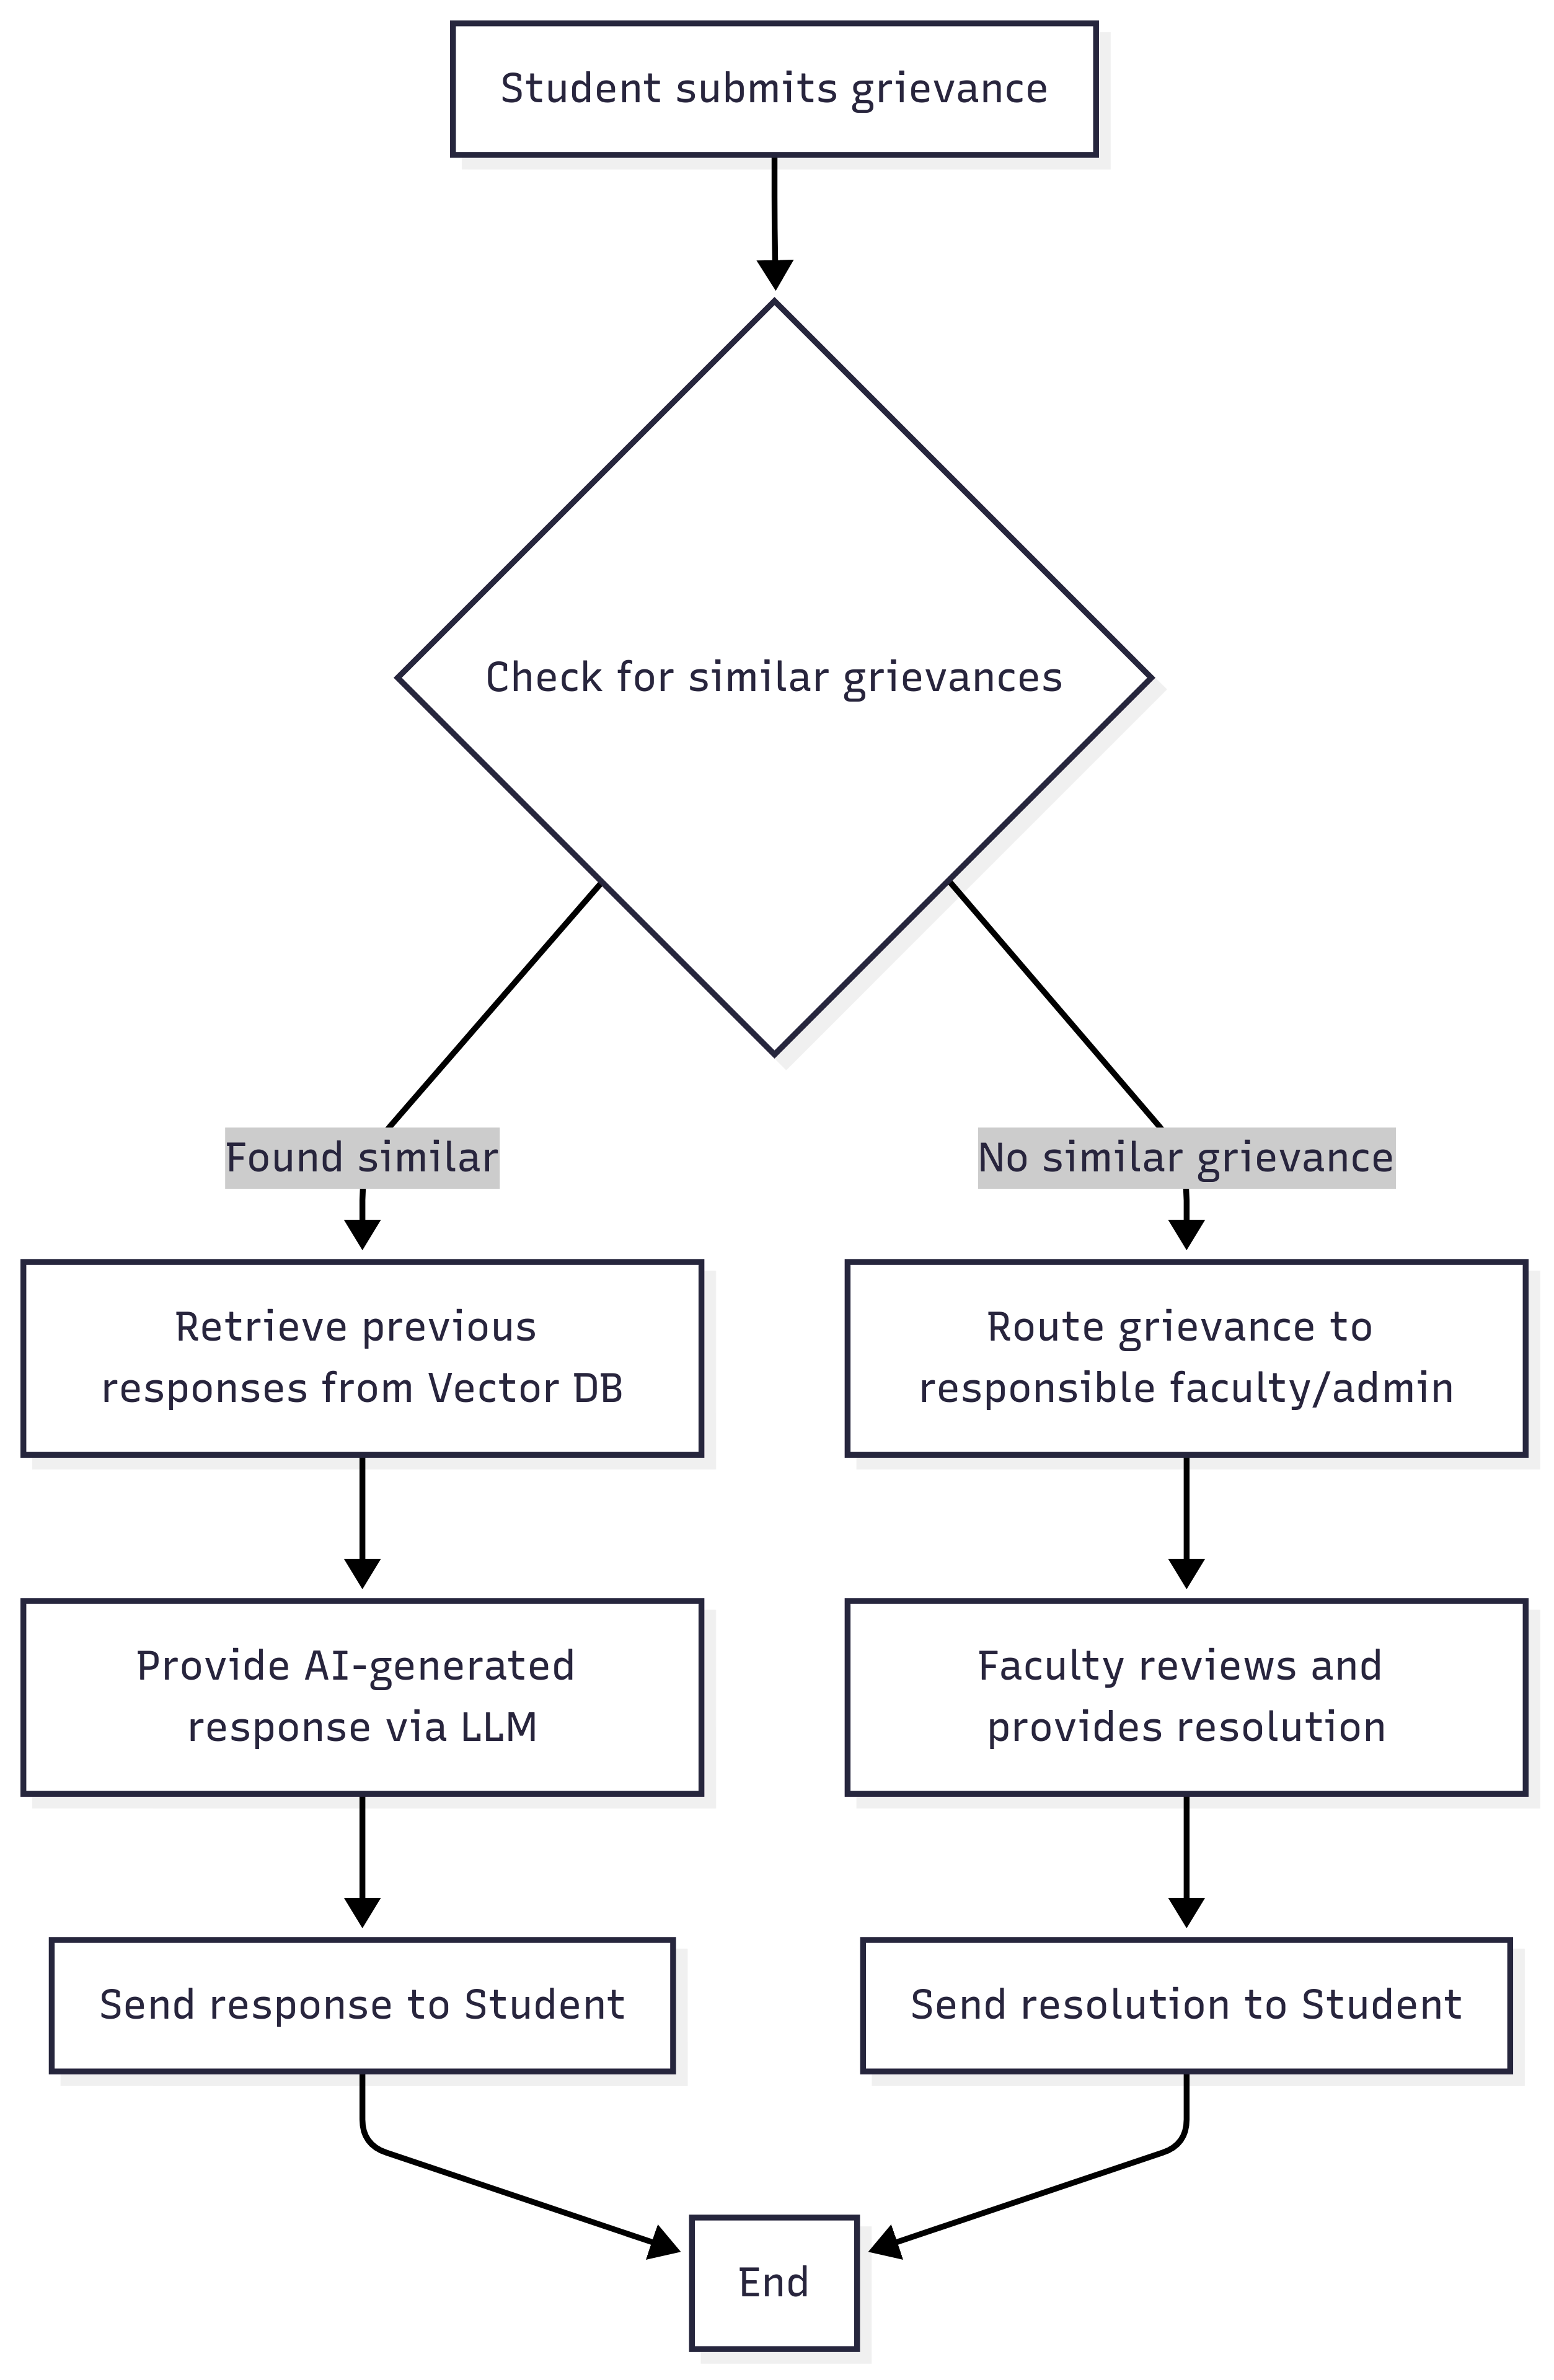 Student submits grievance
Check for similar grievances
Found similar
No similar grievance
Retrieve previous
responses from Vector DB
Route grievance to
responsible faculty/admin
Provide AI-generated
response via LLM
Faculty reviews and
provides resolution
Send response to Student
Send resolution to Student
End